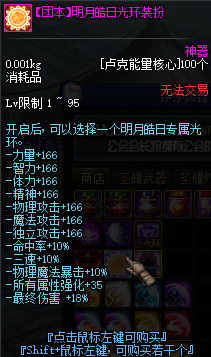 [团本]明月皓日光环装扮
神器
0.001kg [卢克能量核心]100个
消耗品
无法交易
Lv限制 1 ~ 95
开启后，可以选择一个明月皓日专属光
环。
-力量+166
-智力+166
-体力+166
-精神+166
-物理攻击+166
-魔法攻击+166
-独立攻击+166
-命中率+10%
-三速+10%
-物理魔法暴击+10%
-所有属性强化+35
-最终伤害 +18%
『点击鼠标左键可购买』
『Shift+鼠标左键，可购买若干个』